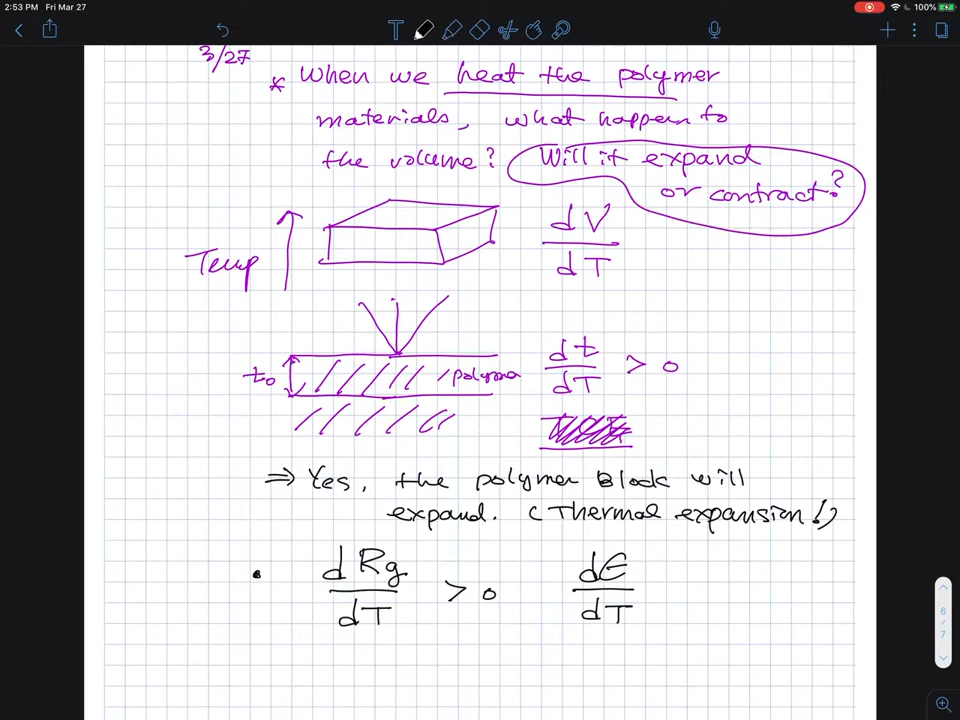 2:53 PM Fri Mar 27
100%
3/27
* When we heat the polymer
materials, what happen to
the volume? Will it expand
or contract?
Temp
dV
dT
t₀
polymer
dt
dT
> 0
⇒ Yes, the polymer Block will
expand. (Thermal expansion!)
• dRg
dT
> 0
dE
dT
6
/
7